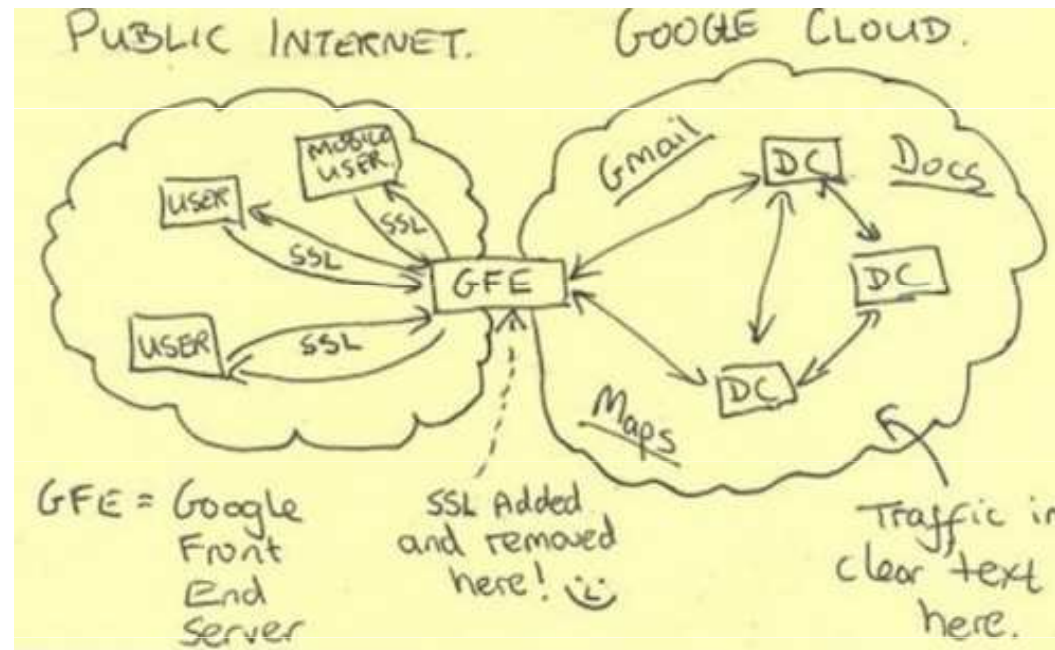 PUBLIC INTERNET.
GOOGLE CLOUD.
MOBILE
USER.
USER
SSL
SSL
USER
SSL
GFE
Gmail
DC
Docs
DC
DC
Maps
GFE = Google
Front
End
Server
SSL Added
and removed
here!
Traffic in
clear text
here.